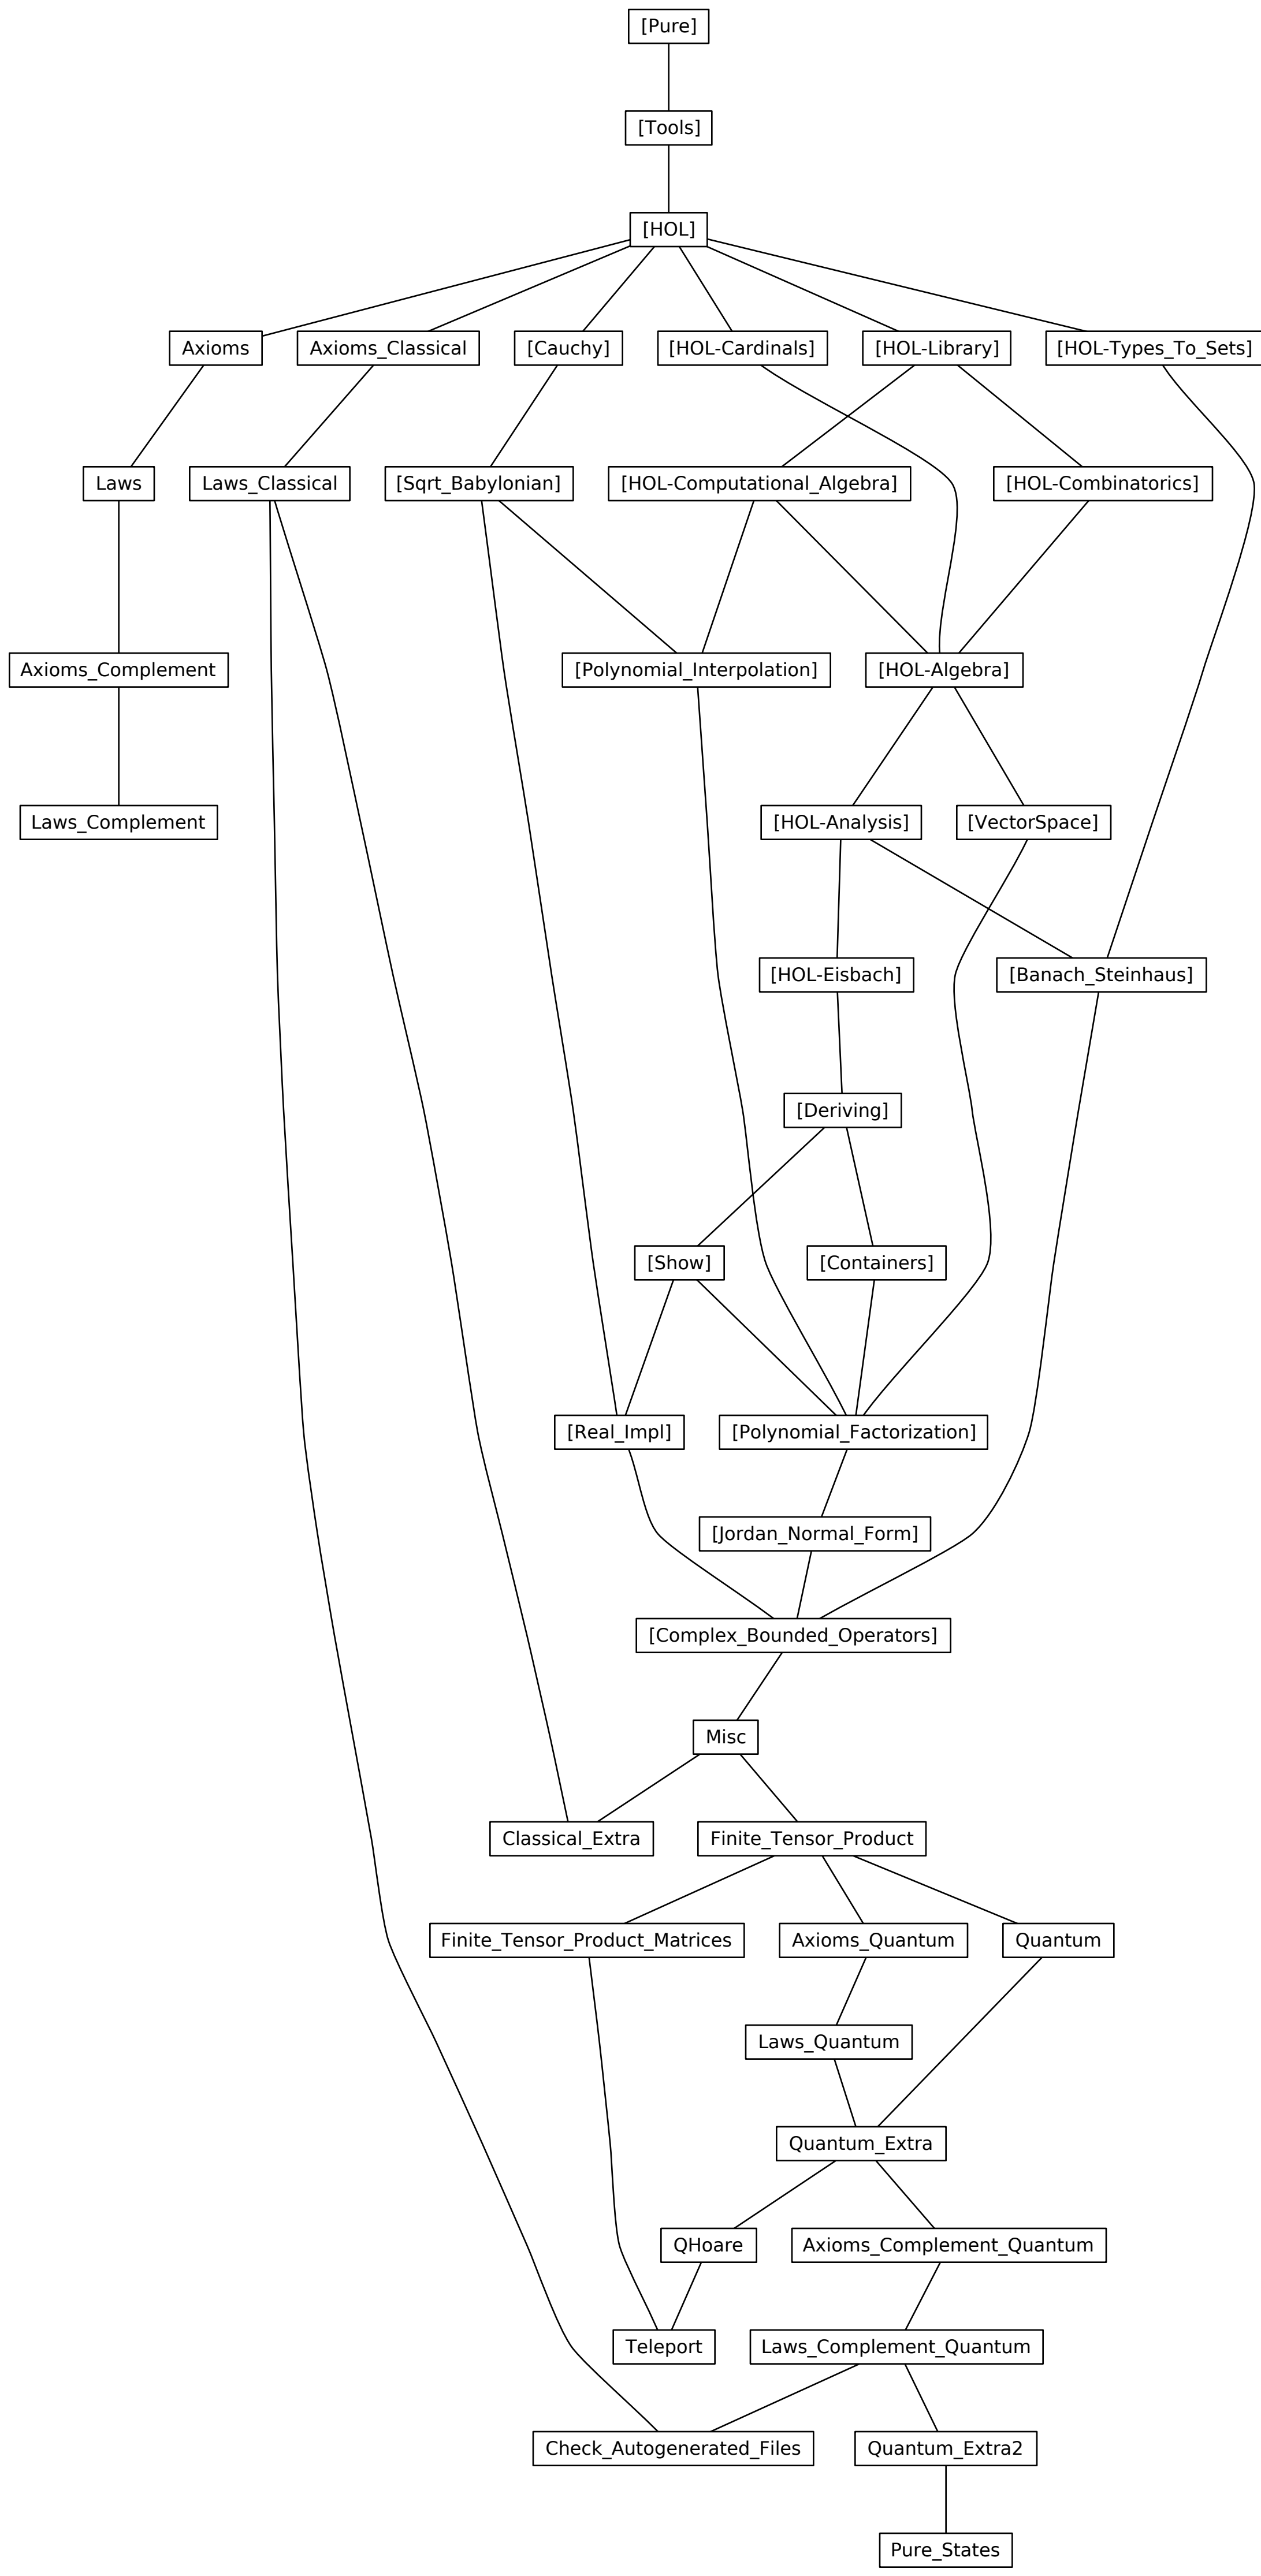 [Pure]
[Tools]
[HOL]
Axioms
Axioms_Classical
[Cauchy]
[HOL-Cardinals]
[HOL-Library]
[HOL-Types_To_Sets]
Laws
Laws_Classical
[Sqrt_Babylonian]
[HOL-Computational_Algebra]
[HOL-Combinatorics]
Axioms_Complement
[Polynomial_Interpolation]
[HOL-Algebra]
Laws_Complement
[HOL-Analysis]
[VectorSpace]
[HOL-Eisbach]
[Banach_Steinhaus]
[Deriving]
[Show]
[Containers]
[Real_Impl]
[Polynomial_Factorization]
[Jordan_Normal_Form]
[Complex_Bounded_Operators]
Misc
Classical_Extra
Finite_Tensor_Product
Finite_Tensor_Product_Matrices
Axioms_Quantum
Quantum
Laws_Quantum
Quantum_Extra
QHoare
Axioms_Complement_Quantum
Teleport
Laws_Complement_Quantum
Check_Autogenerated_Files
Quantum_Extra2
Pure_States